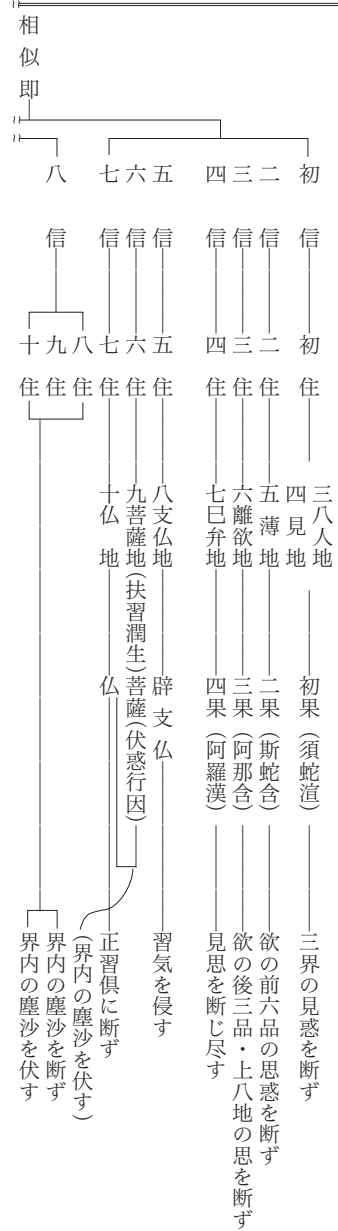 初信 初住 三八人地 初果(須蛇洹) 三界の見惑を断ず
四見地
二信 二住 五薄地 二果(斯蛇含) 欲の前六品の思惑を断ず
三信 三住 六離欲地 三果(阿那含) 欲の後三品・上八地の思を断ず
四信 四住 七巳弁地 四果(阿羅漢) 見思を断じ尽す
五信 五住 八支仏地 辟支仏 習気を侵す
六信 六住 九菩薩地(扶習潤生)菩薩(伏惑行因)
七信 七住 十仏地 仏 正習倶に断ず
(界内の塵沙を伏す)
八信 八住
九住
十住
界内の塵沙を断ず
界内の塵沙を伏す
相似即